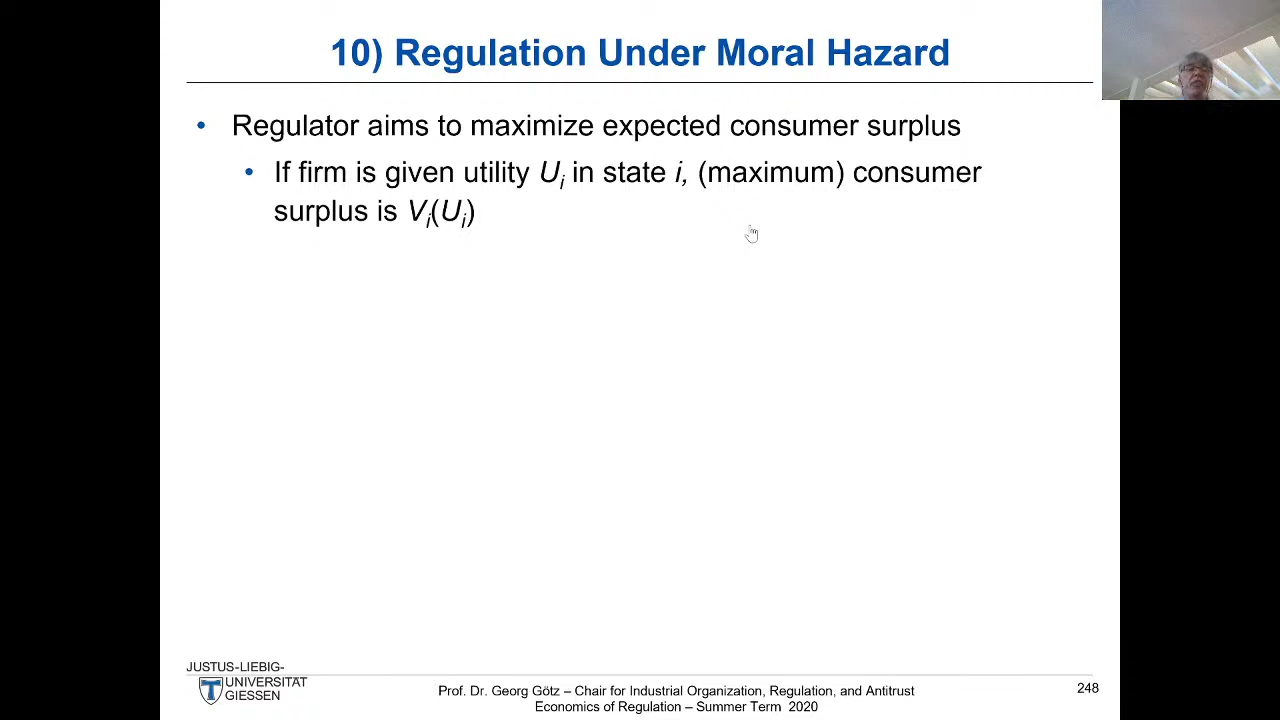 10) Regulation Under Moral Hazard
• Regulator aims to maximize expected consumer surplus
• If firm is given utility Ui in state i, (maximum) consumer
surplus is Vi(Ui)
JUSTUS-LIEBIG-
UNIVERSITÄT
GIESSEN
Prof. Dr. Georg Götz – Chair for Industrial Organization, Regulation, and Antitrust
Economics of Regulation – Summer Term 2020
248